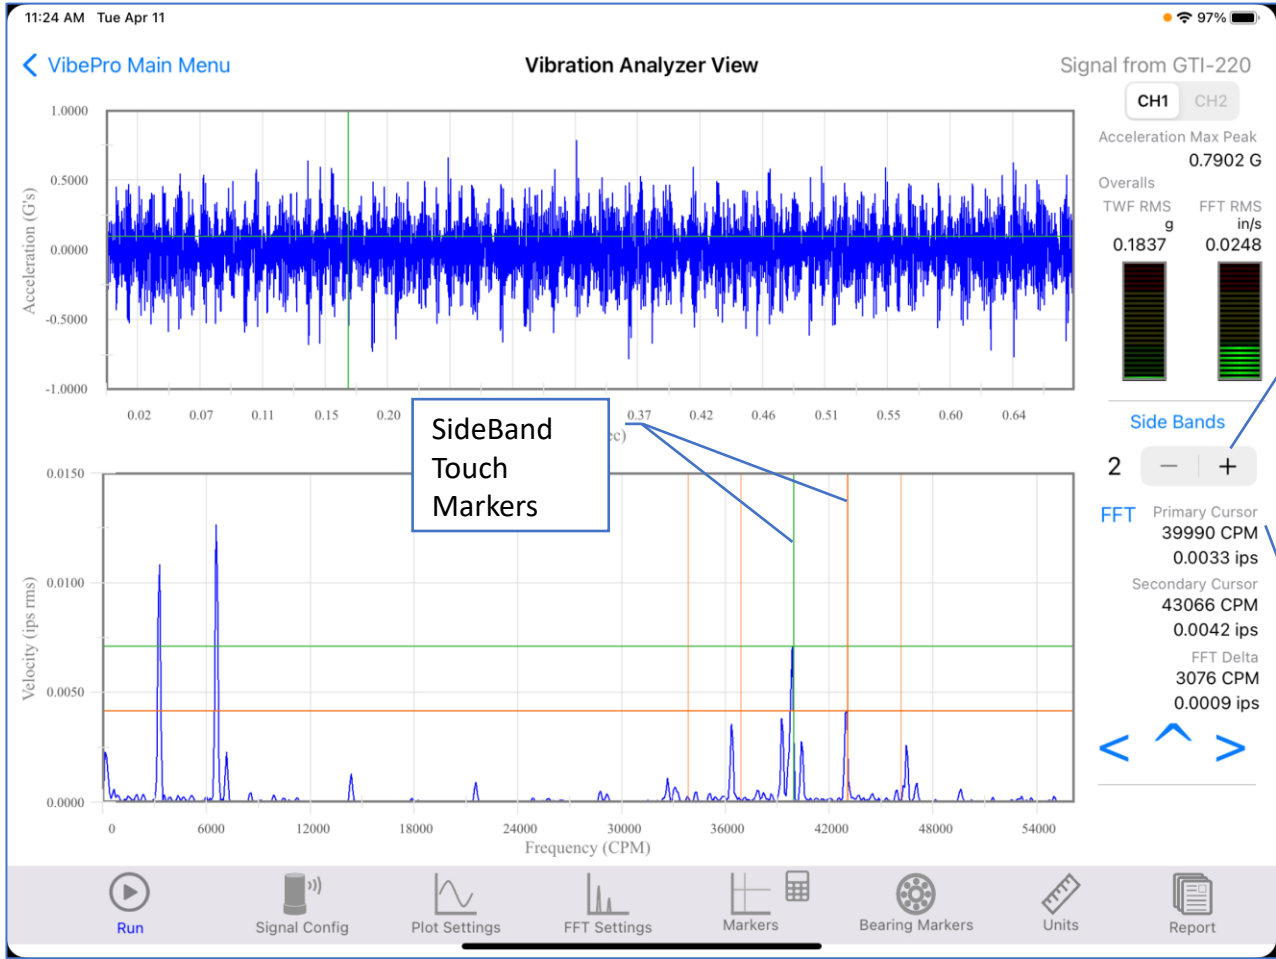 11:24 AM Tue Apr 11
97%
VibePro Main Menu
Vibration Analyzer View
Signal from GTI-220
CH1 CH2
Acceleration Max Peak
0.7902 G
Overalls
TWF RMS FFT RMS
g in/s
0.1837 0.0248
1.0000
0.5000
0.0000
-0.5000
-1.0000
Acceleration (G's)
0.02 0.07 0.11 0.15 0.20 0.37 0.42 0.46 0.51 0.55 0.60 0.64
ec)
SideBand
Touch
Markers
Side Bands
2 − +
FFT Primary Cursor
39990 CPM
0.0033 ips
Secondary Cursor
43066 CPM
0.0042 ips
FFT Delta
3076 CPM
0.0009 ips
< ^ >
0.0150
0.0100
0.0050
0.0000
Velocity (ips rms)
0 6000 12000 18000 24000 30000 36000 42000 48000 54000
Frequency (CPM)
Run Signal Config Plot Settings FFT Settings Markers Bearing Markers Units Report